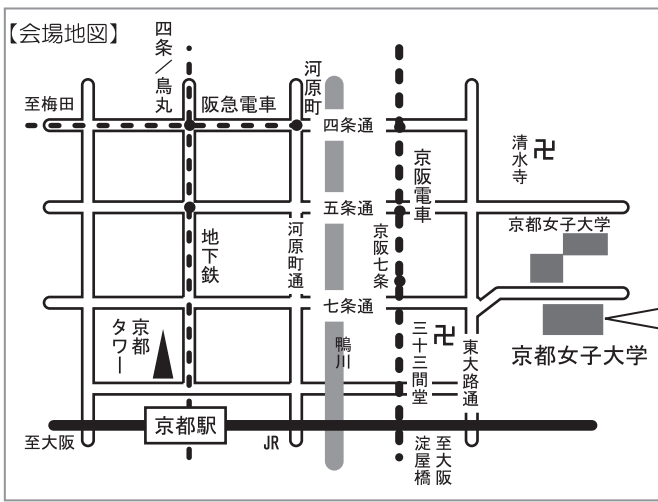 【会場地図】
四条/烏丸
河原町
至梅田
阪急電車
四条通
清水寺
卍
京阪電車
五条通
京都女子大学
河原町通
京阪七条
地下鉄
七条通
京都タワー
鴨川
三十三間堂
卍
東大路通
京都女子大学
京都駅
至大阪
JR
淀屋橋
至大阪